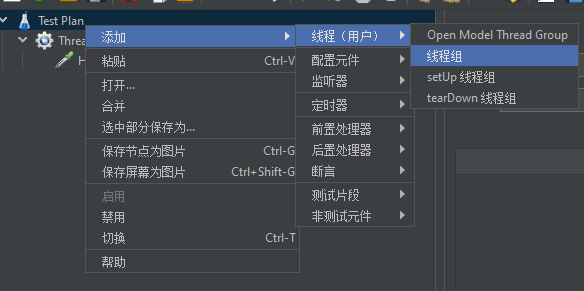 Test Plan
Threa
H
添加
粘贴 Ctrl-V
打开...
合并
选中部分保存为...
保存节点为图片 Ctrl-G
保存屏幕为图片 Ctrl+Shift-G
启用
禁用
切换 Ctrl-T
帮助
线程（用户）
配置元件
监听器
定时器
前置处理器
后置处理器
断言
测试片段
非测试元件
Open Model Thread Group
线程组
setUp 线程组
tearDown 线程组